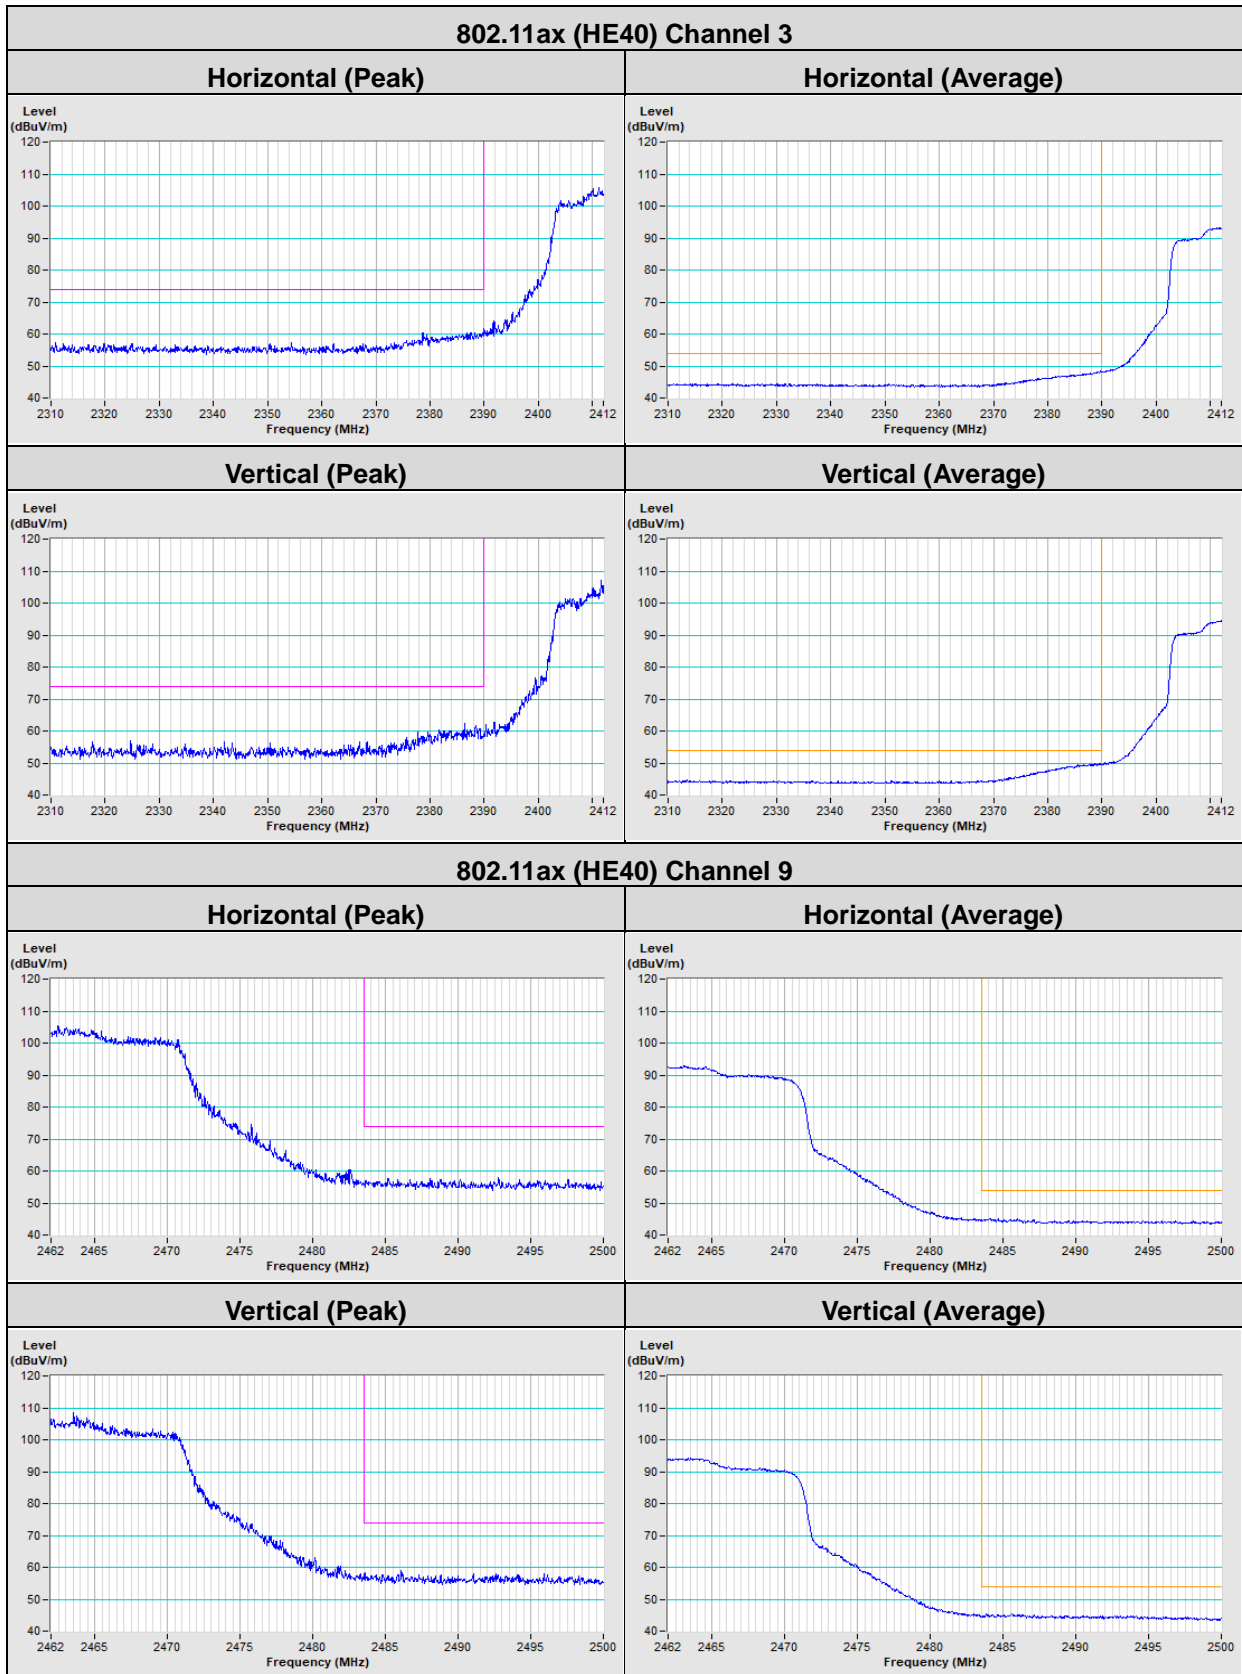 802.11ax (HE40) Channel 3
Horizontal (Peak)
Horizontal (Average)
Level
(dBuV/m)
120
110
100
90
80
70
60
50
40
2310 2320 2330 2340 2350 2360 2370 2380 2390 2400 2412
Frequency (MHz)
Level
(dBuV/m)
120
110
100
90
80
70
60
50
40
2310 2320 2330 2340 2350 2360 2370 2380 2390 2400 2412
Frequency (MHz)
Vertical (Peak)
Vertical (Average)
Level
(dBuV/m)
120
110
100
90
80
70
60
50
40
2310 2320 2330 2340 2350 2360 2370 2380 2390 2400 2412
Frequency (MHz)
Level
(dBuV/m)
120
110
100
90
80
70
60
50
40
2310 2320 2330 2340 2350 2360 2370 2380 2390 2400 2412
Frequency (MHz)
802.11ax (HE40) Channel 9
Horizontal (Peak)
Horizontal (Average)
Level
(dBuV/m)
120
110
100
90
80
70
60
50
40
2462 2465 2470 2475 2480 2485 2490 2495 2500
Frequency (MHz)
Level
(dBuV/m)
120
110
100
90
80
70
60
50
40
2462 2465 2470 2475 2480 2485 2490 2495 2500
Frequency (MHz)
Vertical (Peak)
Vertical (Average)
Level
(dBuV/m)
120
110
100
90
80
70
60
50
40
2462 2465 2470 2475 2480 2485 2490 2495 2500
Frequency (MHz)
Level
(dBuV/m)
120
110
100
90
80
70
60
50
40
2462 2465 2470 2475 2480 2485 2490 2495 2500
Frequency (MHz)